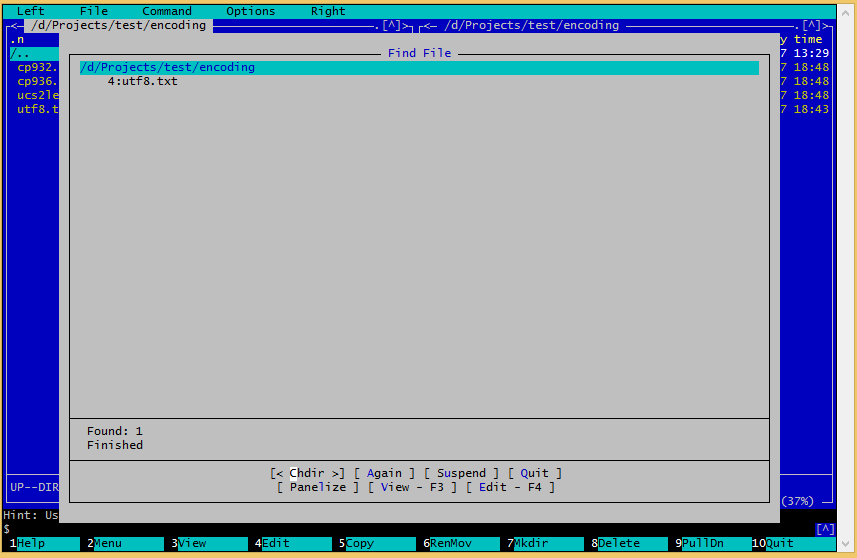 Left File Command Options Right
<— /d/Projects/test/encoding .[^]> <— /d/Projects/test/encoding .[^]>
.n y time
/.. 7 13:29
cp932. 7 18:48
cp936. 7 18:48
ucs2le 7 18:48
utf8.t 7 18:43
Find File
/d/Projects/test/encoding
4:utf8.txt
Found: 1
Finished
[< Chdir >] [ Again ] [ Suspend ] [ Quit ]
[ Panelize ] [ View - F3 ] [ Edit - F4 ]
UP--DIR
(37%)
Hint: Us
$ [^]
1Help 2Menu 3View 4Edit 5Copy 6RenMov 7Mkdir 8Delete 9PullDn 10Quit